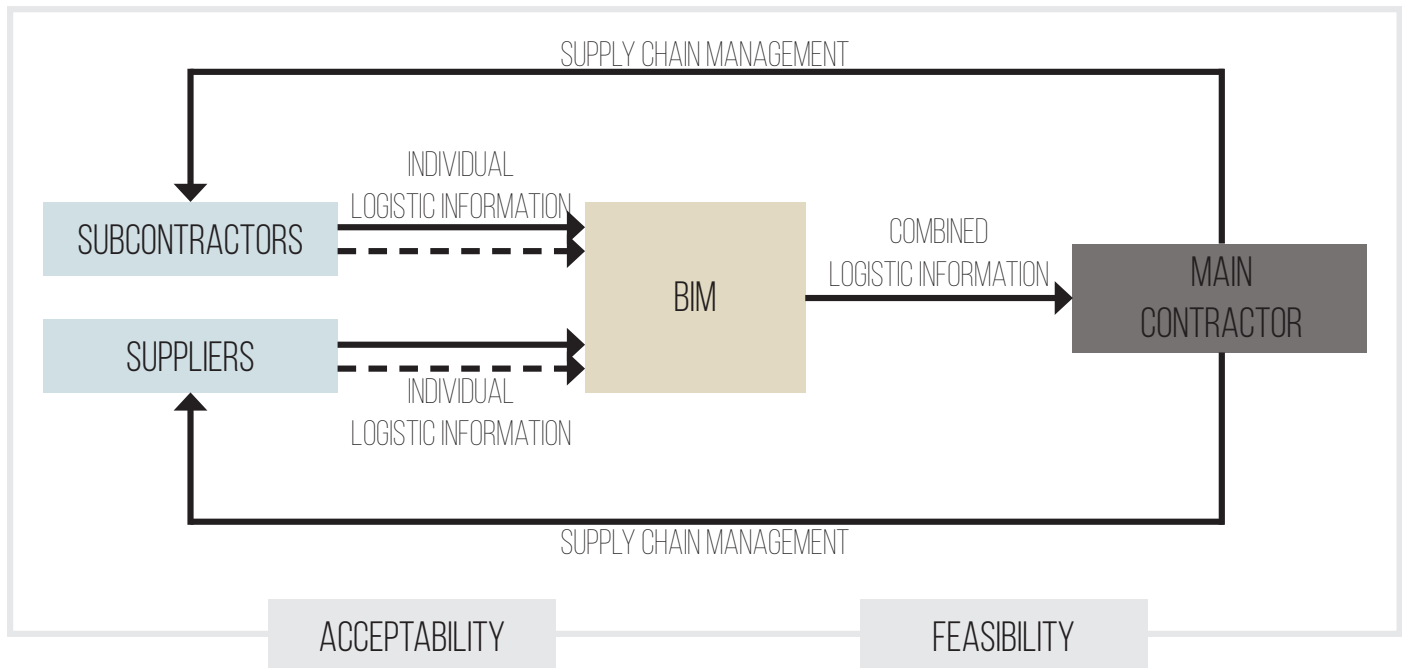 SUPPLY CHAIN MANAGEMENT
INDIVIDUAL
LOGISTIC INFORMATION
SUBCONTRACTORS
COMBINED
LOGISTIC INFORMATION
BIM
MAIN
CONTRACTOR
SUPPLIERS
INDIVIDUAL
LOGISTIC INFORMATION
SUPPLY CHAIN MANAGEMENT
ACCEPTABILITY
FEASIBILITY